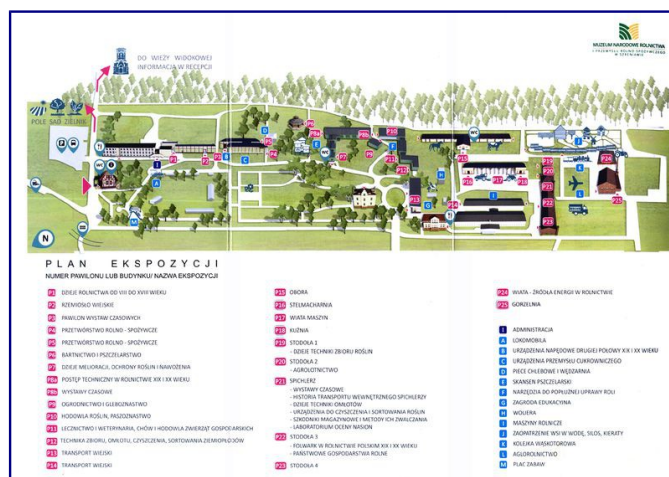 MUZEUM NARODOWE ROLNICTWA
I PRZEMYSŁU ROLNO-SPOŻYWCZEGO
W SZRENIAWIE
DO WIEŻY WIDOKOWEJ
INFORMACJA W RECEPCJI
POLE SAD ZIELNIK
N
PLAN EKSPOZYCJI
NUMER PAWILONU LUB BUDYNKU/ NAZWA EKSPOZYCJI
P1 DZIEJE ROLNICTWA OD VIII DO XVIII WIEKU
P2 RZEMIOSŁO WIEJSKIE
P3 PAWILON WYSTAW CZASOWYCH
P4 PRZETWÓRSTWO ROLNO - SPOŻYWCZE
P5 PRZETWÓRSTWO ROLNO - SPOŻYWCZE
P6 BARTNICTWO I PSZCZELARSTWO
P7 DZIEJE MELIORACJI, OCHRONY ROŚLIN I NAWOŻENIA
P8a POSTĘP TECHNICZNY W ROLNICTWIE XIX I XX WIEKU
P8b WYSTAWY CZASOWE
P9 OGRODNICTWO I GLEBOZNAWSTWO
P10 HODOWLA ROŚLIN, PASZOZNAWSTWO
P11 LECZNICTWO I WETERYNARIA, CHÓW I HODOWLA ZWIERZĄT GOSPODARSKICH
P12 TECHNIKA ZBIORU, OMŁOTU, CZYSZCZENIA, SORTOWANIA ZIEMIOPŁODÓW
P13 TRANSPORT WIEJSKI
P14 TRANSPORT WIEJSKI
P15 OBORA
P16 STELMACHARNIA
P17 WIATA MASZYN
P18 KUŹNIA
P19 STODOŁA 1
- DZIEJE TECHNIKI ZBIORU ROŚLIN
P20 STODOŁA 2
- AGROLOTNICTWO
P21 SPICHLERZ
- WYSTAWY CZASOWE
- HISTORIA TRANSPORTU WEWNĘTRZNEGO SPICHLERZY
- DZIEJE TECHNIKI OMŁOTÓW
- URZĄDZENIA DO CZYSZCZENIA I SORTOWANIA ROŚLIN
- SZKODNIKI MAGAZYNOWE I METODY ICH ZWALCZANIA
- LABORATORIUM OCENY NASION
P22 STODOŁA 3
- FOLWARK W ROLNICTWIE POLSKIM XIX I XX WIEKU
- PAŃSTWOWE GOSPODARSTWA ROLNE
P23 STODOŁA 4
P24 WIATA - ŹRÓDŁA ENERGII W ROLNICTWIE
P25 GORZELNIA
I ADMINISTRACJA
A LOKOMOBILA
B URZĄDZENIA NAPĘDOWE DRUGIEJ POŁOWY XIX I XX WIEKU
C URZĄDZENIA PRZEMYSŁU CUKROWNICZEGO
D PIECE CHLEBOWE I WĘDZARNIA
E SKANSEN PSZCZELARSKI
F NARZĘDZIA DO POPŁUŻNEJ UPRAWY ROLI
G ZAGRODA EDUKACYJNA
H WOLIERA
I MASZYNY ROLNICZE
J ZAOPATRZENIE WSI W WODĘ, SILOS, KIERATY
K KOLEJKA WĄSKOTOROWA
L AGROLOTNICTWO
M PLAC ZABAW